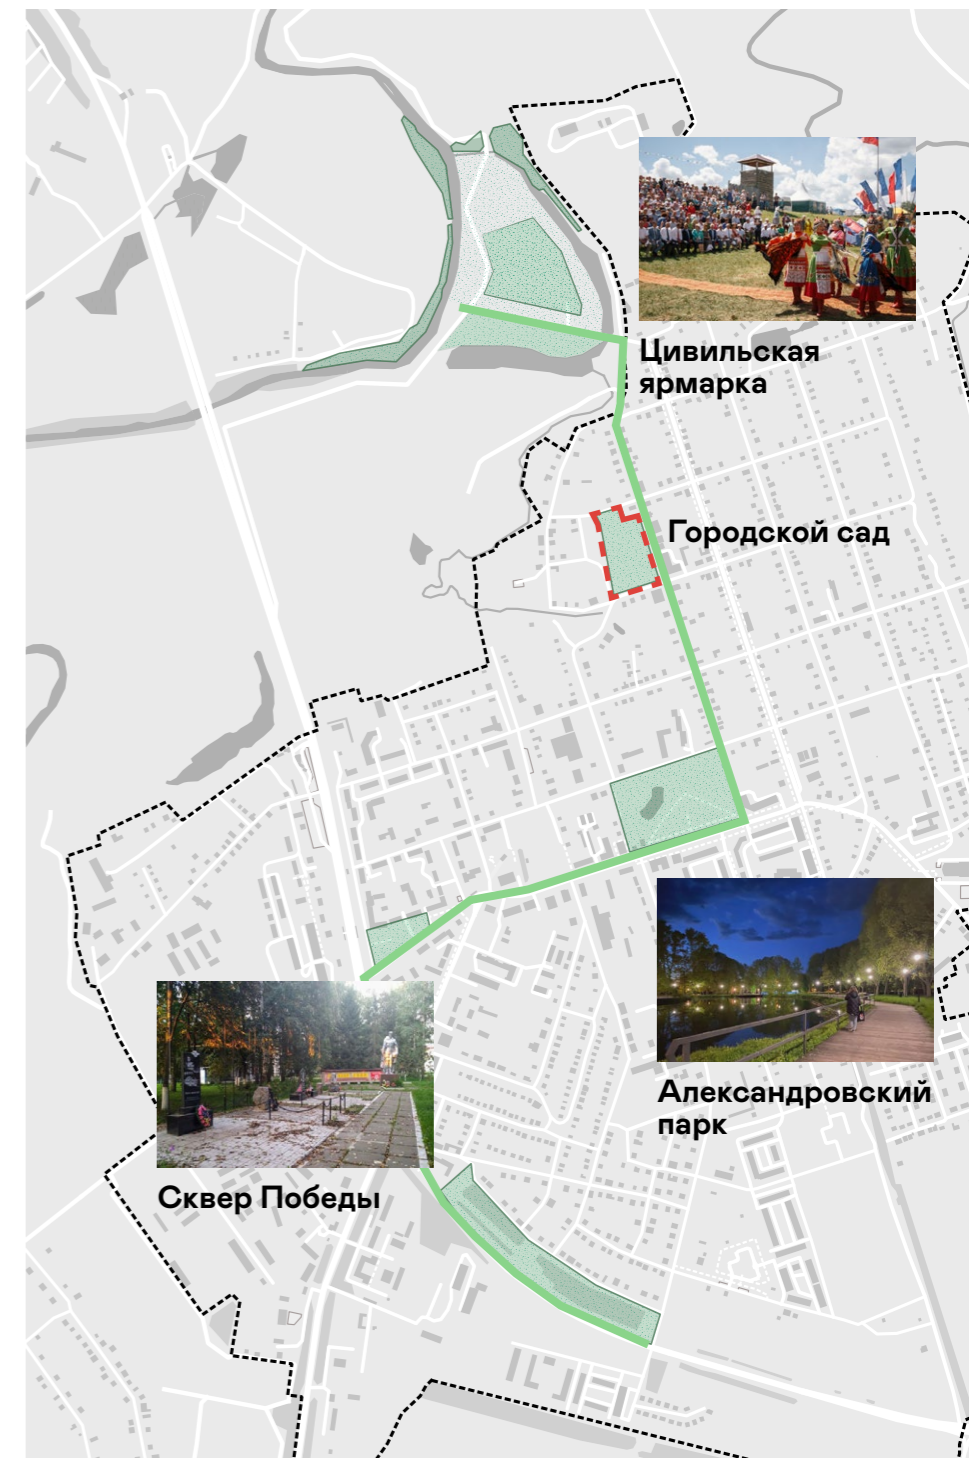 Цивильская
ярмарка
Городской сад
Александровский
парк
Сквер Победы